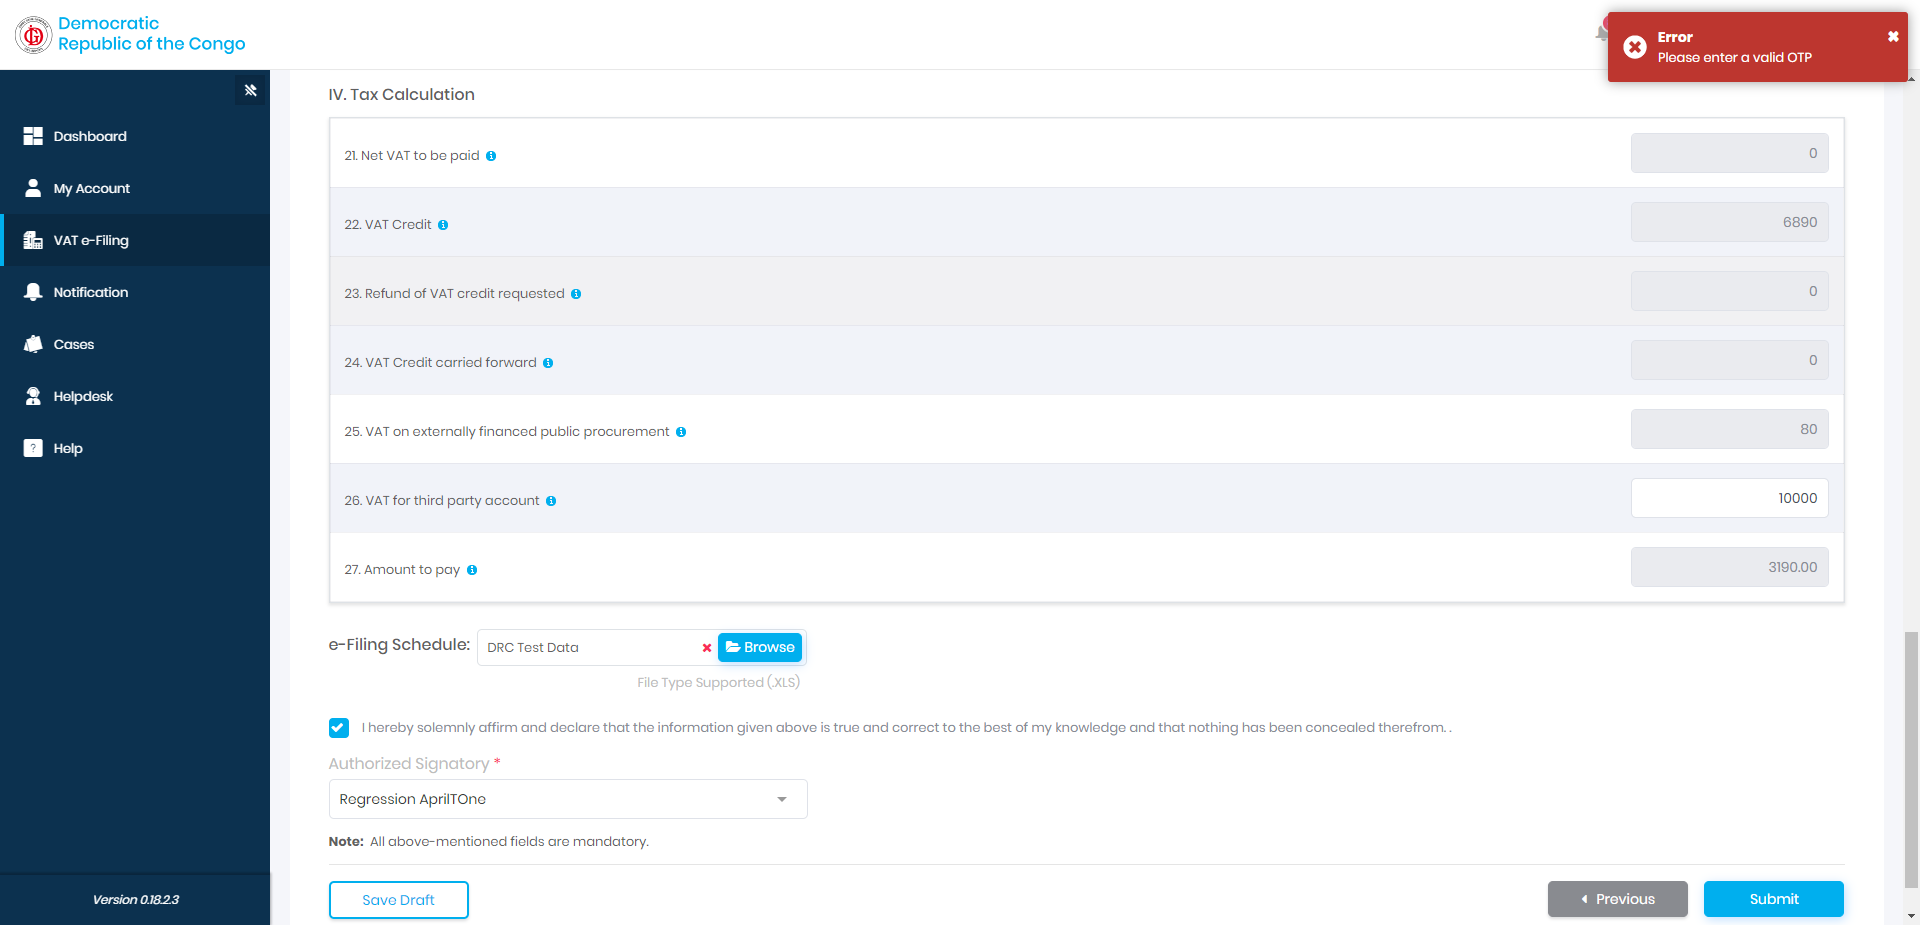 Democratic
Republic of the Congo
Error
Please enter a valid OTP
Dashboard
My Account
VAT e-Filing
Notification
Cases
Helpdesk
Help
Version 0.18.2.3
IV. Tax Calculation
21. Net VAT to be paid
0
22. VAT Credit
6890
23. Refund of VAT credit requested
0
24. VAT Credit carried forward
0
25. VAT on externally financed public procurement
80
26. VAT for third party account
10000
27. Amount to pay
3190.00
e-Filing Schedule:
DRC Test Data
Browse
File Type Supported (.XLS)
I hereby solemnly affirm and declare that the information given above is true and correct to the best of my knowledge and that nothing has been concealed therefrom. .
Authorized Signatory *
Regression AprilTOne
Note: All above-mentioned fields are mandatory.
Save Draft
Previous
Submit